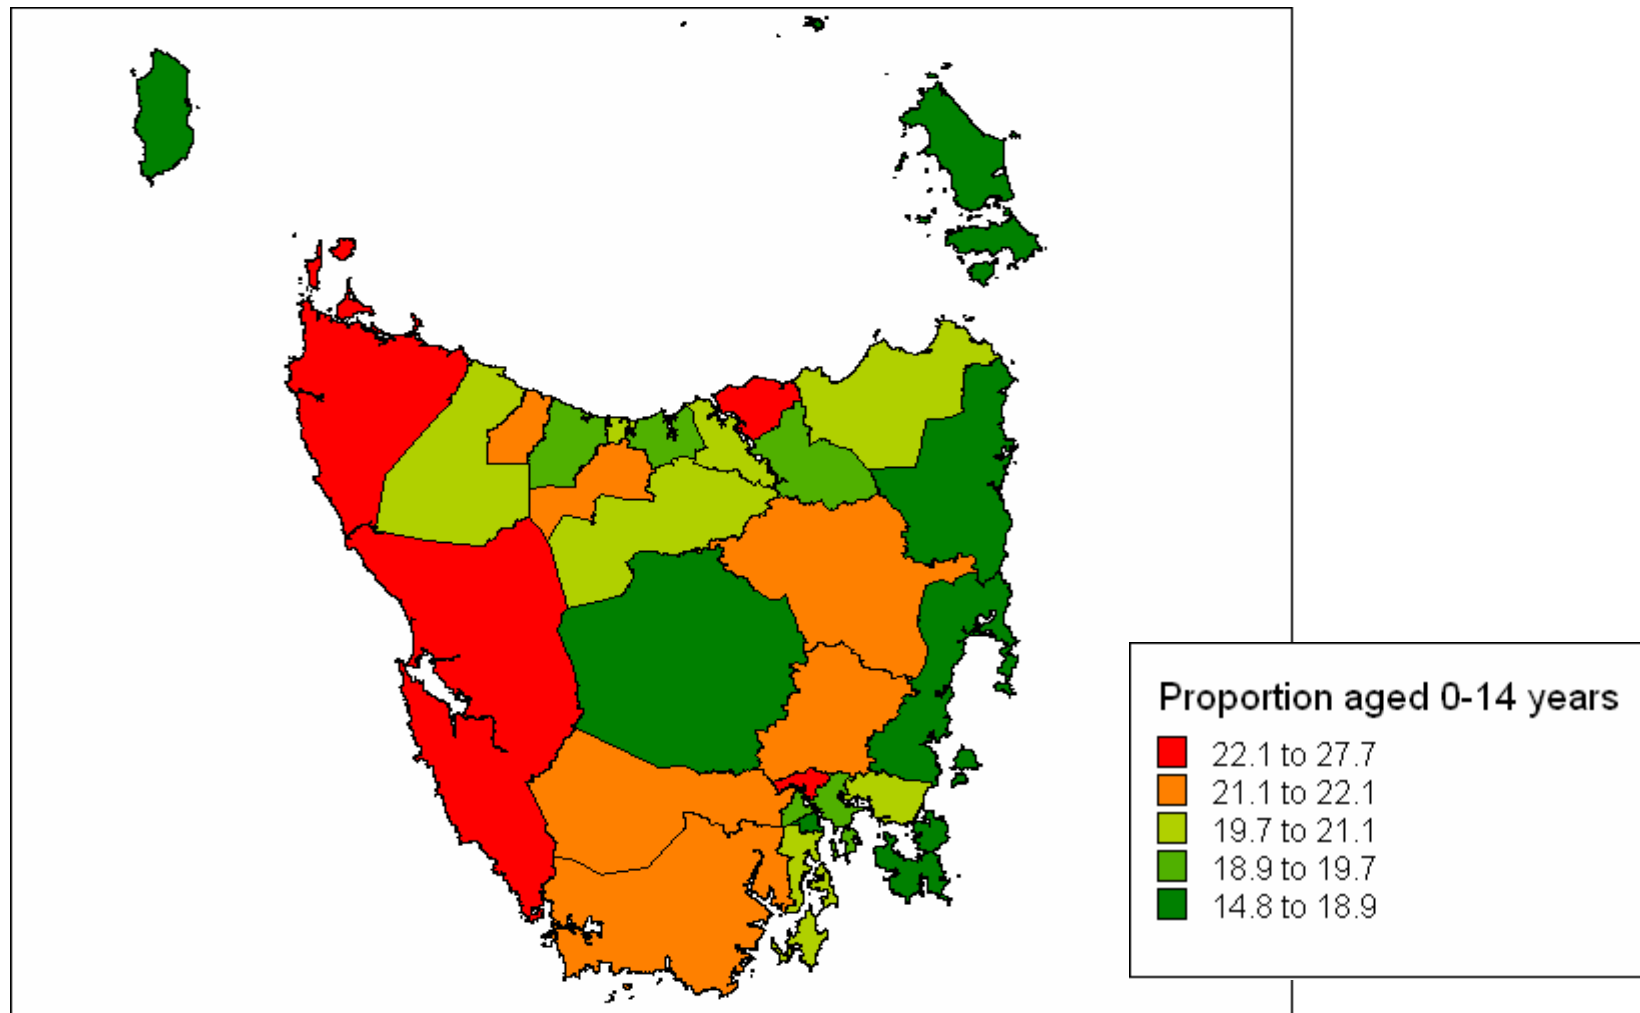 Proportion aged 0-14 years
22.1 to 27.7
21.1 to 22.1
19.7 to 21.1
18.9 to 19.7
14.8 to 18.9